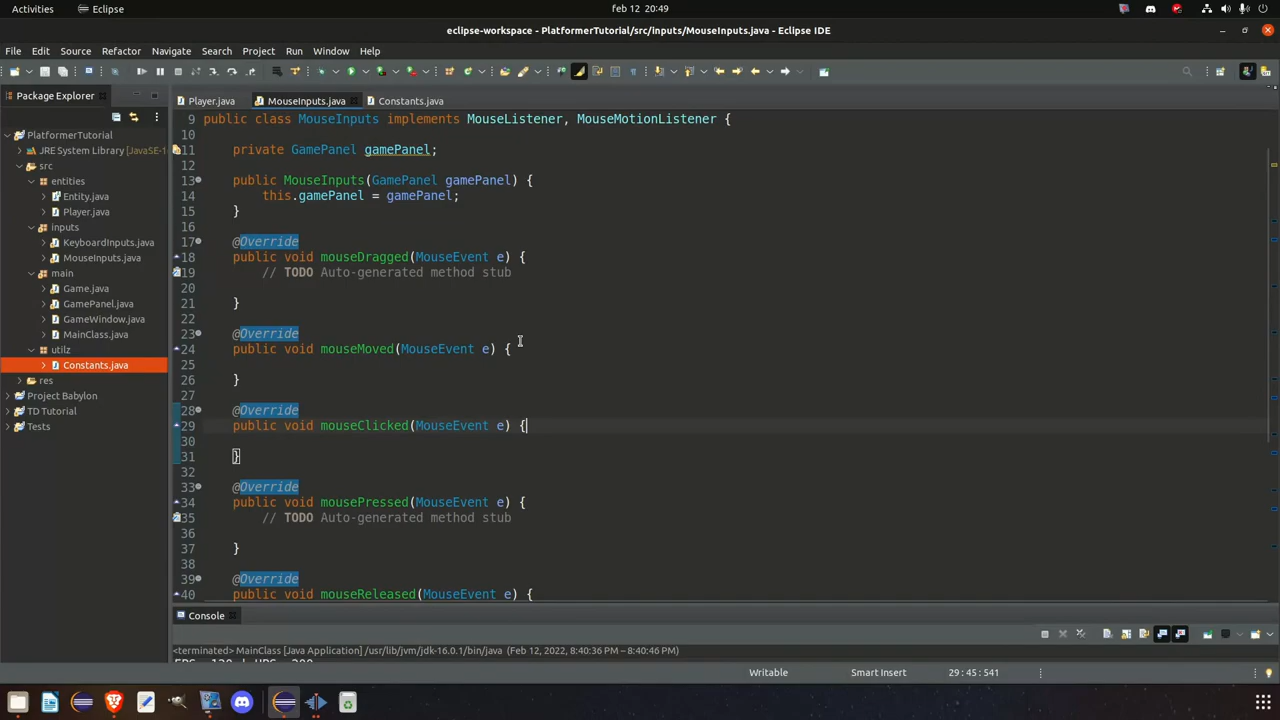 Activities Eclipse Feb 12 20:49
eclipse-workspace - PlatformerTutorial/src/inputs/MouseInputs.java - Eclipse IDE
File Edit Source Refactor Navigate Search Project Run Window Help
Package Explorer
Player.java MouseInputs.java Constants.java
PlatformerTutorial
JRE System Library [JavaSE-1
src
entities
Entity.java
Player.java
inputs
KeyboardInputs.java
MouseInputs.java
main
Game.java
GamePanel.java
GameWindow.java
MainClass.java
utilz
Constants.java
res
Project Babylon
TD Tutorial
Tests
9 public class MouseInputs implements MouseListener, MouseMotionListener {
10
11 private GamePanel gamePanel;
12
13 public MouseInputs(GamePanel gamePanel) {
14 this.gamePanel = gamePanel;
15 }
16
17 @Override
18 public void mouseDragged(MouseEvent e) {
19 // TODO Auto-generated method stub
20
21 }
22
23 @Override
24 public void mouseMoved(MouseEvent e) {
25
26 }
27
28 @Override
29 public void mouseClicked(MouseEvent e) {
30
31 }
32
33 @Override
34 public void mousePressed(MouseEvent e) {
35 // TODO Auto-generated method stub
36
37 }
38
39 @Override
40 public void mouseReleased(MouseEvent e) {
Console
<terminated> MainClass [Java Application] /usr/lib/jvm/jdk-16.0.1/bin/java (Feb 12, 2022, 8:40:36 PM – 8:40:46 PM)
Writable Smart Insert 29 : 45 : 541